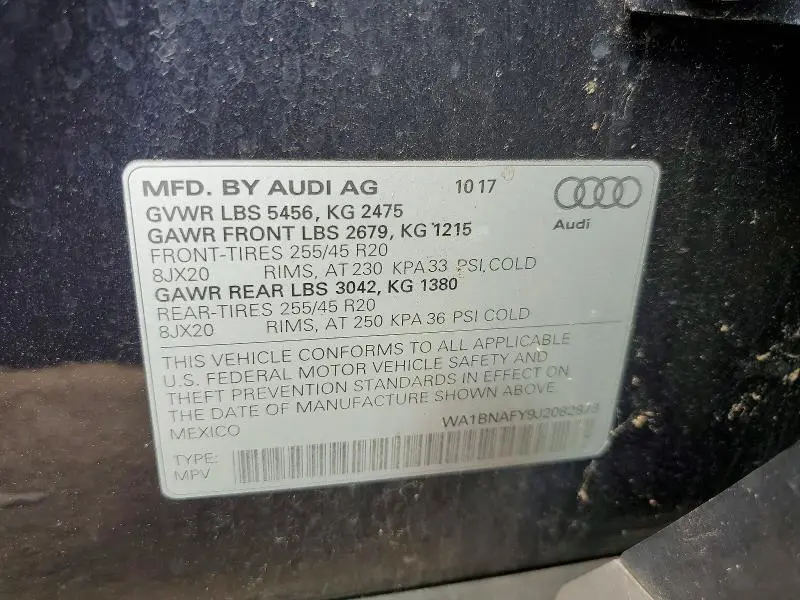 MFD. BY AUDI AG 10 17
Audi
GVWR LBS 5456, KG 2475
GAWR FRONT LBS 2679, KG 1215
FRONT-TIRES 255/45 R20
8JX20 RIMS, AT 230 KPA 33 PSI,COLD
GAWR REAR LBS 3042, KG 1380
REAR-TIRES 255/45 R20
8JX20 RIMS, AT 250 KPA 36 PSI COLD
THIS VEHICLE CONFORMS TO ALL APPLICABLE
U.S. FEDERAL MOTOR VEHICLE SAFETY AND
THEFT PREVENTION STANDARDS IN EFFECT ON
THE DATE OF MANUFACTURE SHOWN ABOVE.
MEXICO
TYPE:
MPV